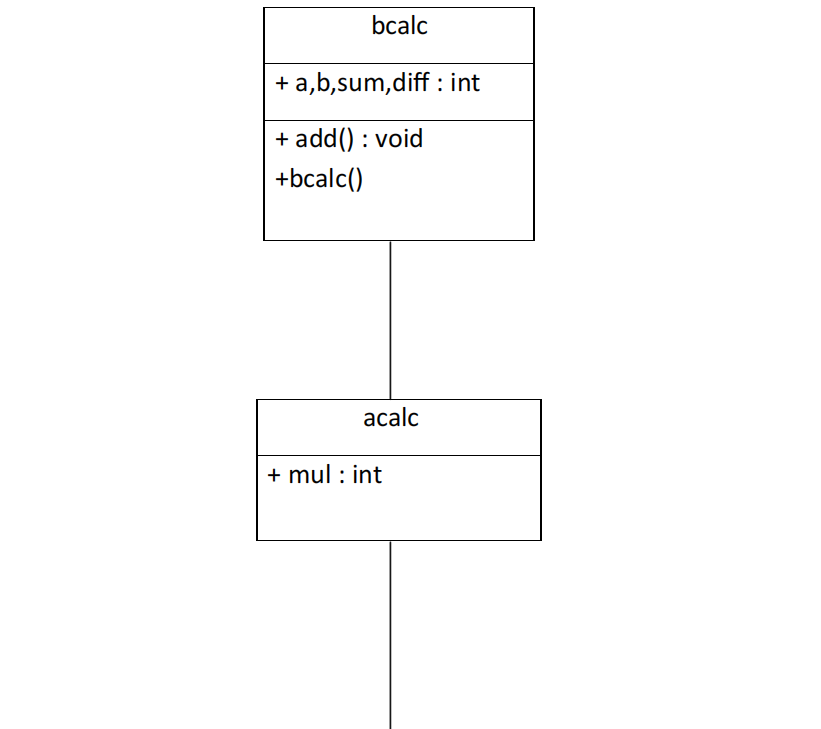 bcalc
+ a,b,sum,diff : int
+ add() : void
+bcalc()
acalc
+ mul : int